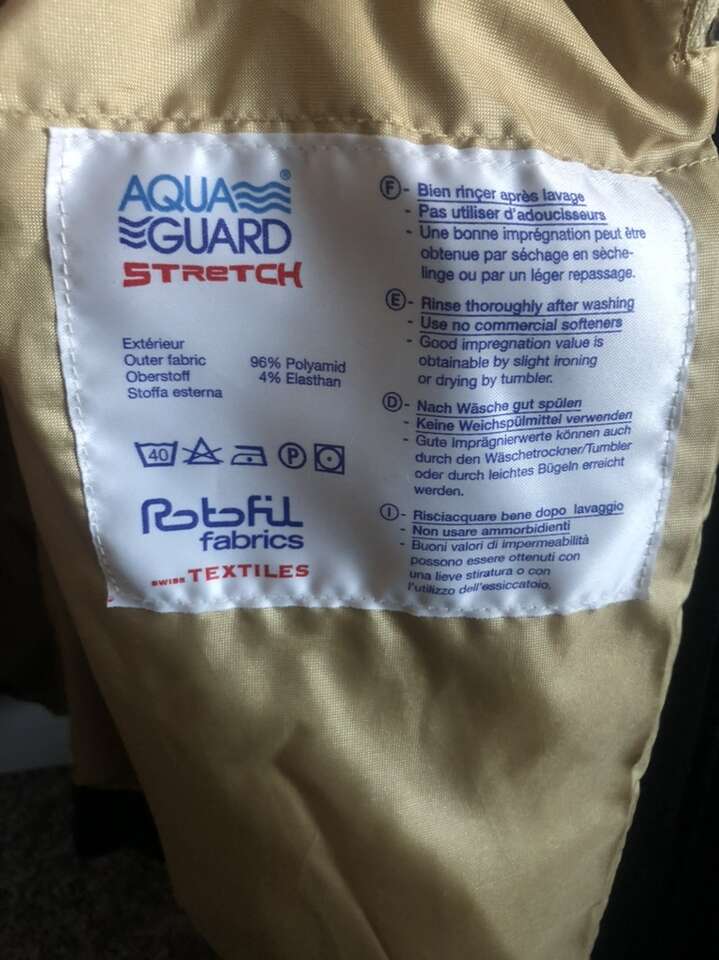 AQUA
GUARD
®
STReTCH
Extérieur
Outer fabric 96% Polyamid
Oberstoff 4% Elasthan
Stoffa esterna
40
P
Rotofil
fabrics
SWISS TEXTILES
F - Bien rinçer après lavage
- Pas utiliser d'adoucisseurs
- Une bonne imprégnation peut être
obtenue par séchage en sèche-
linge ou par un léger repassage.
E - Rinse thoroughly after washing
- Use no commercial softeners
- Good impregnation value is
obtainable by slight ironing
or drying by tumbler.
D - Nach Wäsche gut spülen
- Keine Weichspülmittel verwenden
- Gute Imprägnierwerte können auch
durch den Wäschetrockner/Tumbler
oder durch leichtes Bügeln erreicht
werden.
I - Risciacquare bene dopo lavaggio
- Non usare ammorbidienti
- Buoni valori di impermeabilità
possono essere ottenuti con
una lieve stiratura o con
l'utilizzo dell'essiccatoio.